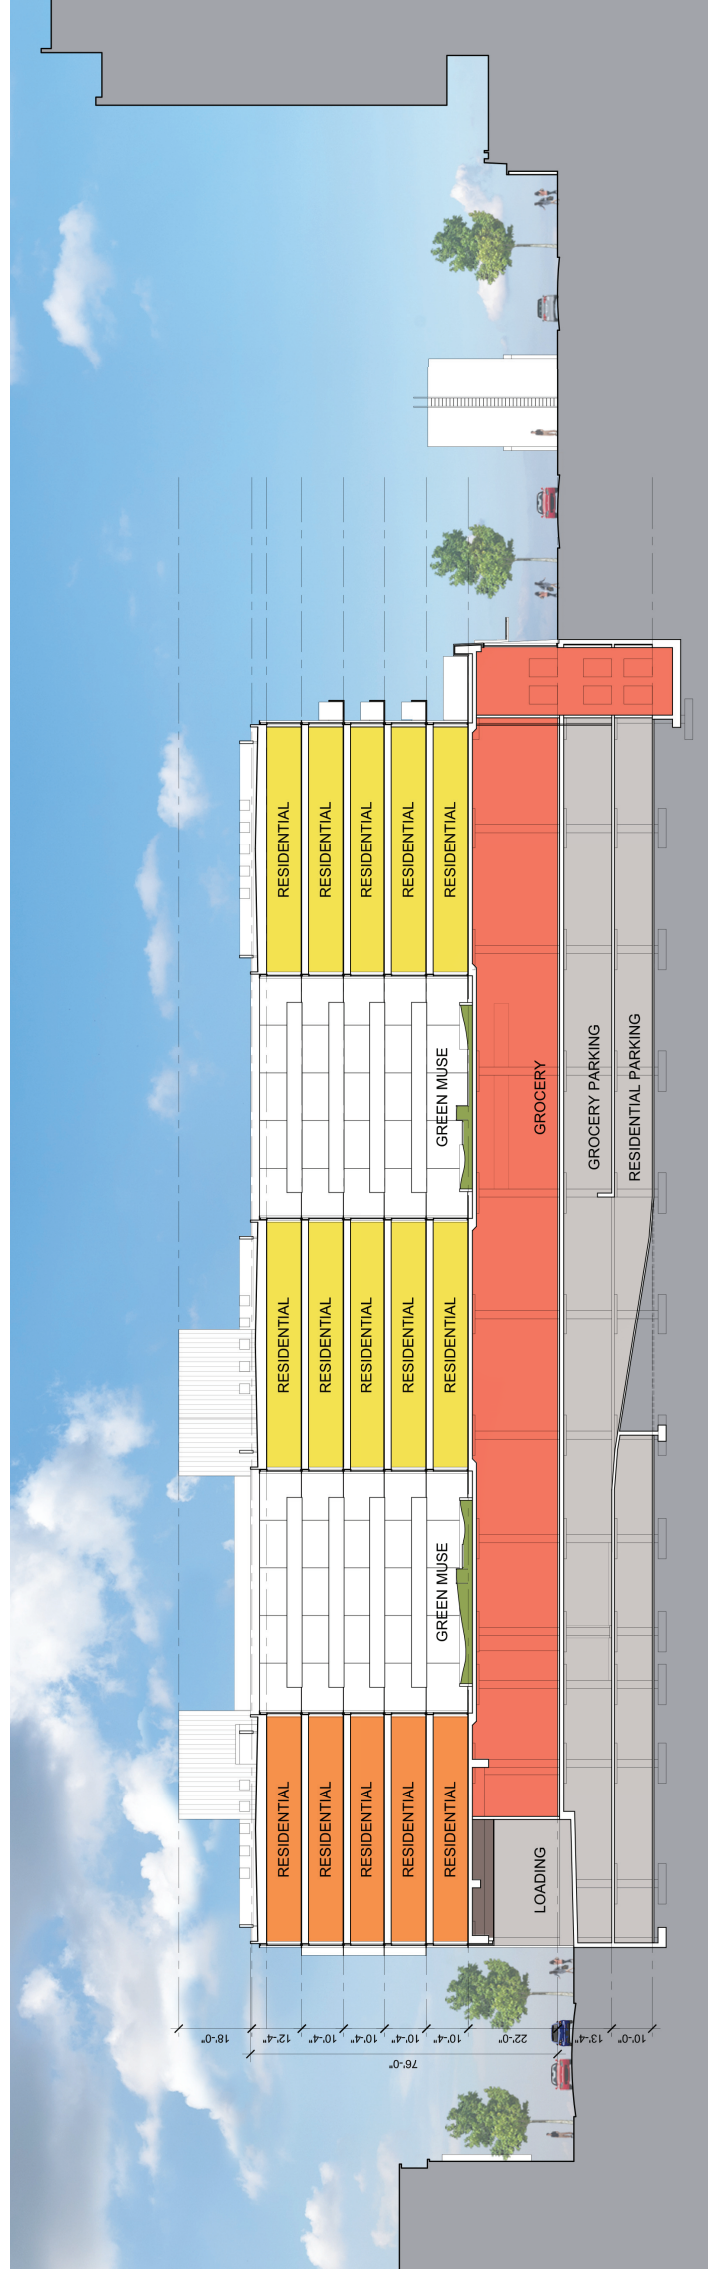 18'-0"
12'-4"
RESIDENTIAL
RESIDENTIAL
RESIDENTIAL
10'-4"
RESIDENTIAL
RESIDENTIAL
RESIDENTIAL
10'-4"
RESIDENTIAL
RESIDENTIAL
RESIDENTIAL
10'-4"
76'-0"
RESIDENTIAL
RESIDENTIAL
RESIDENTIAL
10'-4"
RESIDENTIAL
GREEN MUSE
RESIDENTIAL
GREEN MUSE
RESIDENTIAL
22'-0"
LOADING
GROCERY
13'-4"
GROCERY PARKING
10'-0"
RESIDENTIAL PARKING